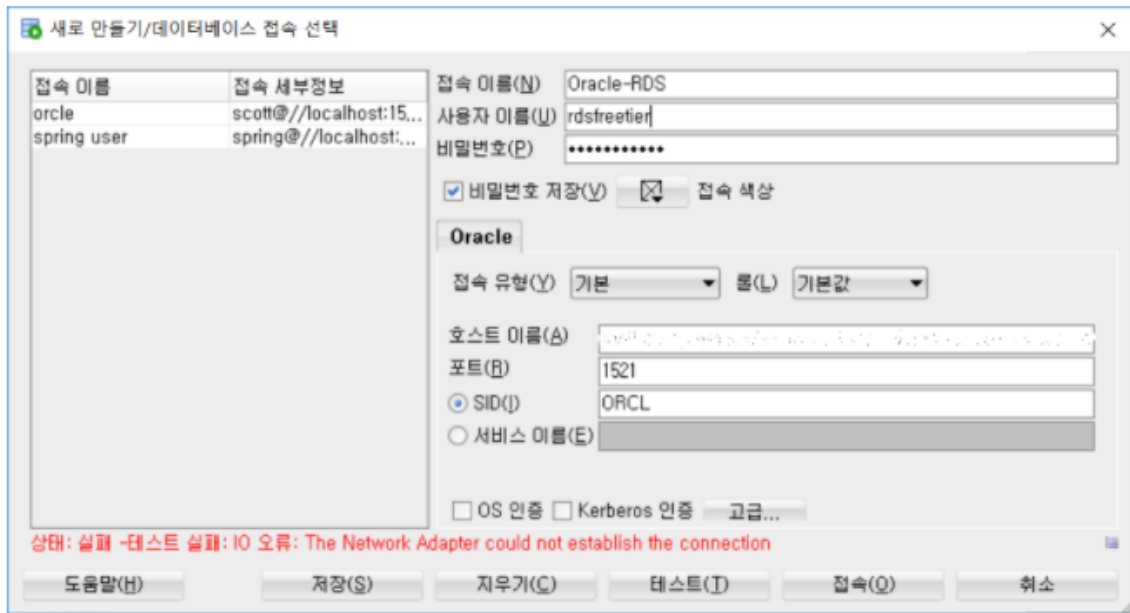 새로 만들기/데이터베이스 접속 선택
접속 이름 접속 세부정보
orcle scott@//localhost:15...
spring user spring@//localhost:...
접속 이름(N) Oracle-RDS
사용자 이름(U) rdsfreetier
비밀번호(P) •••••••••••
비밀번호 저장(V) 접속 색상
Oracle
접속 유형(Y) 기본 롤(L) 기본값
호스트 이름(A)
포트(R) 1521
SID(I) ORCL
서비스 이름(E)
OS 인증 Kerberos 인증 고급...
상태: 실패 -테스트 실패: IO 오류: The Network Adapter could not establish the connection
도움말(H) 저장(S) 지우기(C) 테스트(T) 접속(O) 취소